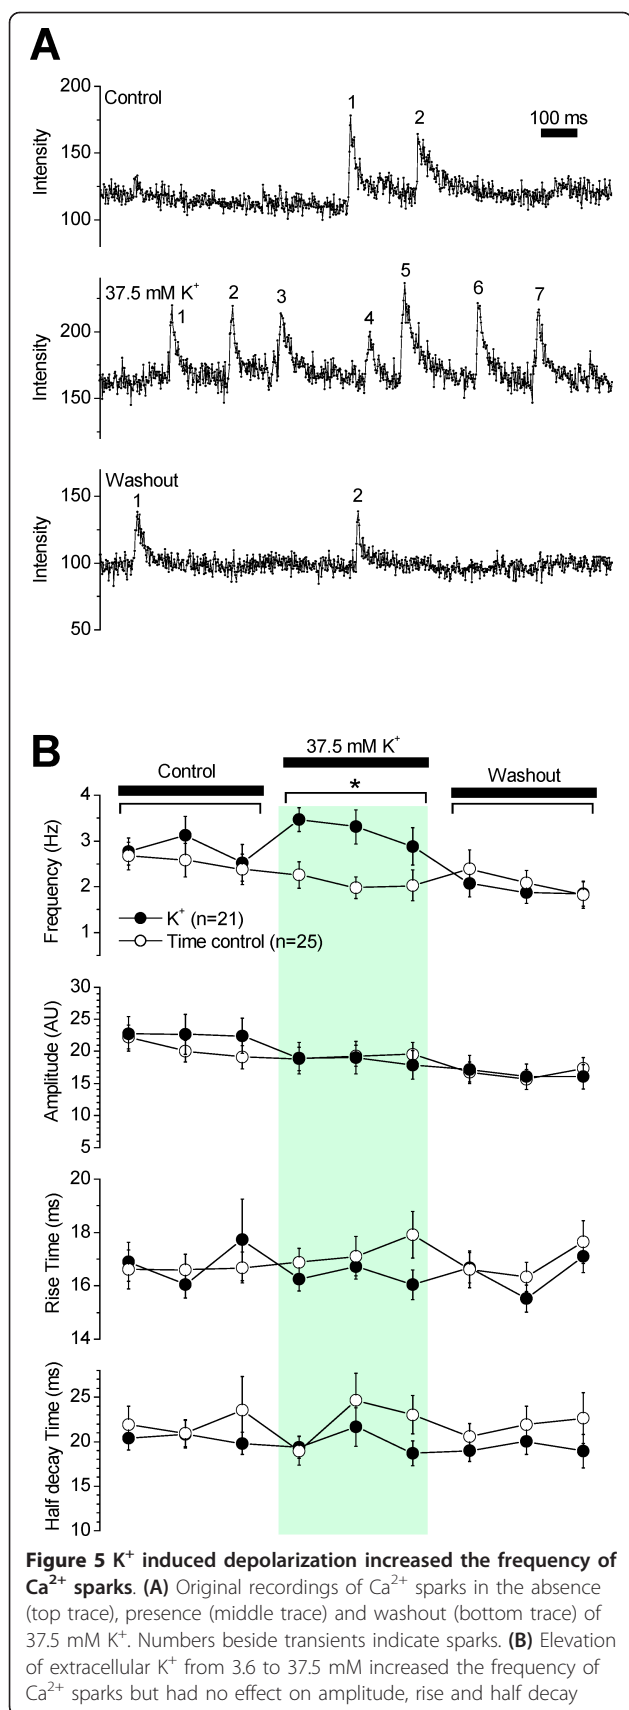 A
200
Control
1
2
100 ms
Intensity
150
100
37.5 mM K⁺
1
2
3
4
5
6
7
200
Intensity
150
Washout
150
1
2
Intensity
100
50
B
37.5 mM K⁺
Control
*
Washout
4
3
2
1
Frequency (Hz)
K⁺ (n=21)
Time control (n=25)
30
25
20
15
10
5
Amplitude (AU)
20
18
16
14
Rise Time (ms)
25
20
15
10
Half decay Time (ms)
Figure 5 K⁺ induced depolarization increased the frequency of
Ca²⁺ sparks. (A) Original recordings of Ca²⁺ sparks in the absence
(top trace), presence (middle trace) and washout (bottom trace) of
37.5 mM K⁺. Numbers beside transients indicate sparks. (B) Elevation
of extracellular K⁺ from 3.6 to 37.5 mM increased the frequency of
Ca²⁺ sparks but had no effect on amplitude, rise and half decay